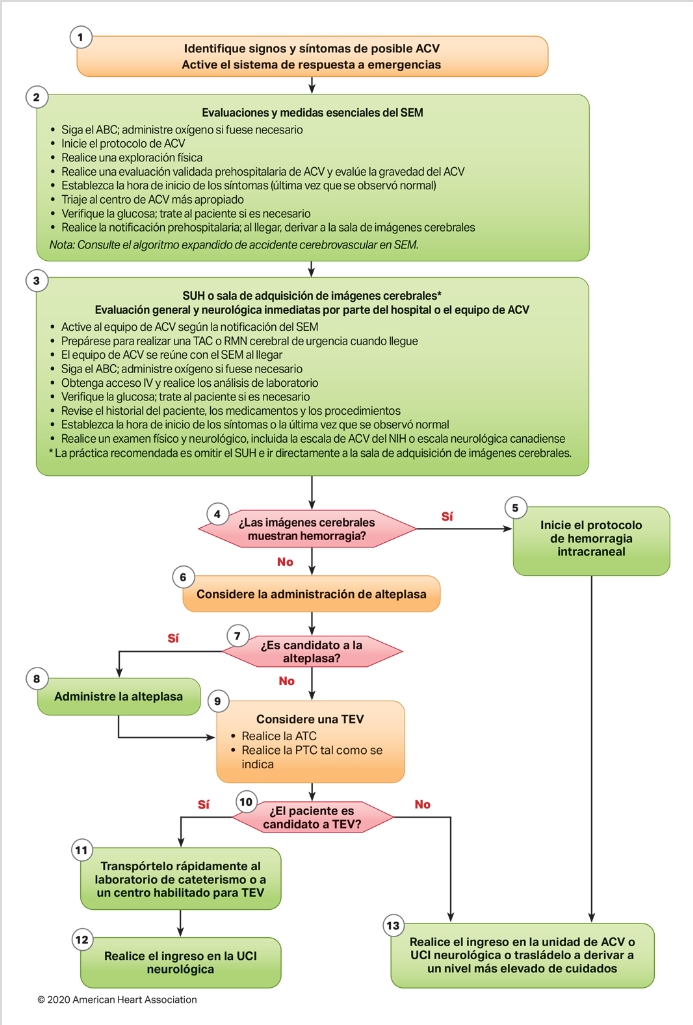 1
Identifique signos y síntomas de posible ACV
Active el sistema de respuesta a emergencias
2
Evaluaciones y medidas esenciales del SEM
• Siga el ABC; administre oxígeno si fuese necesario
• Inicie el protocolo de ACV
• Realice una exploración física
• Realice una evaluación validada prehospitalaria de ACV y evalúe la gravedad del ACV
• Establezca la hora de inicio de los síntomas (última vez que se observó normal)
• Triaje al centro de ACV más apropiado
• Verifique la glucosa; trate al paciente si es necesario
• Realice la notificación prehospitalaria; al llegar, derivar a la sala de imágenes cerebrales
Nota: Consulte el algoritmo expandido de accidente cerebrovascular en SEM.
3
SUH o sala de adquisición de imágenes cerebrales*
Evaluación general y neurológica inmediatas por parte del hospital o el equipo de ACV
• Active al equipo de ACV según la notificación del SEM
• Prepárese para realizar una TAC o RMN cerebral de urgencia cuando llegue
• El equipo de ACV se reúne con el SEM al llegar
• Siga el ABC; administre oxígeno si fuese necesario
• Obtenga acceso IV y realice los análisis de laboratorio
• Verifique la glucosa; trate al paciente si es necesario
• Revise el historial del paciente, los medicamentos y los procedimientos
• Establezca la hora de inicio de los síntomas o la última vez que se observó normal
• Realice un examen físico y neurológico, incluida la escala de ACV del NIH o escala neurológica canadiense
* La práctica recomendada es omitir el SUH e ir directamente a la sala de adquisición de imágenes cerebrales.
4
¿Las imágenes cerebrales
muestran hemorragia?
Sí
5
Inicie el protocolo
de hemorragia
intracraneal
No
6
Considere la administración de alteplasa
7
¿Es candidato a la
alteplasa?
Sí
No
8
Administre la alteplasa
9
Considere una TEV
• Realice la ATC
• Realice la PTC tal como se
indica
10
¿El paciente es
candidato a TEV?
Sí
No
11
Transpórtelo rápidamente al
laboratorio de cateterismo o a
un centro habilitado para TEV
12
Realice el ingreso en la UCI
neurológica
13
Realice el ingreso en la unidad de ACV o
UCI neurológica o trasládelo a derivar a
un nivel más elevado de cuidados
© 2020 American Heart Association